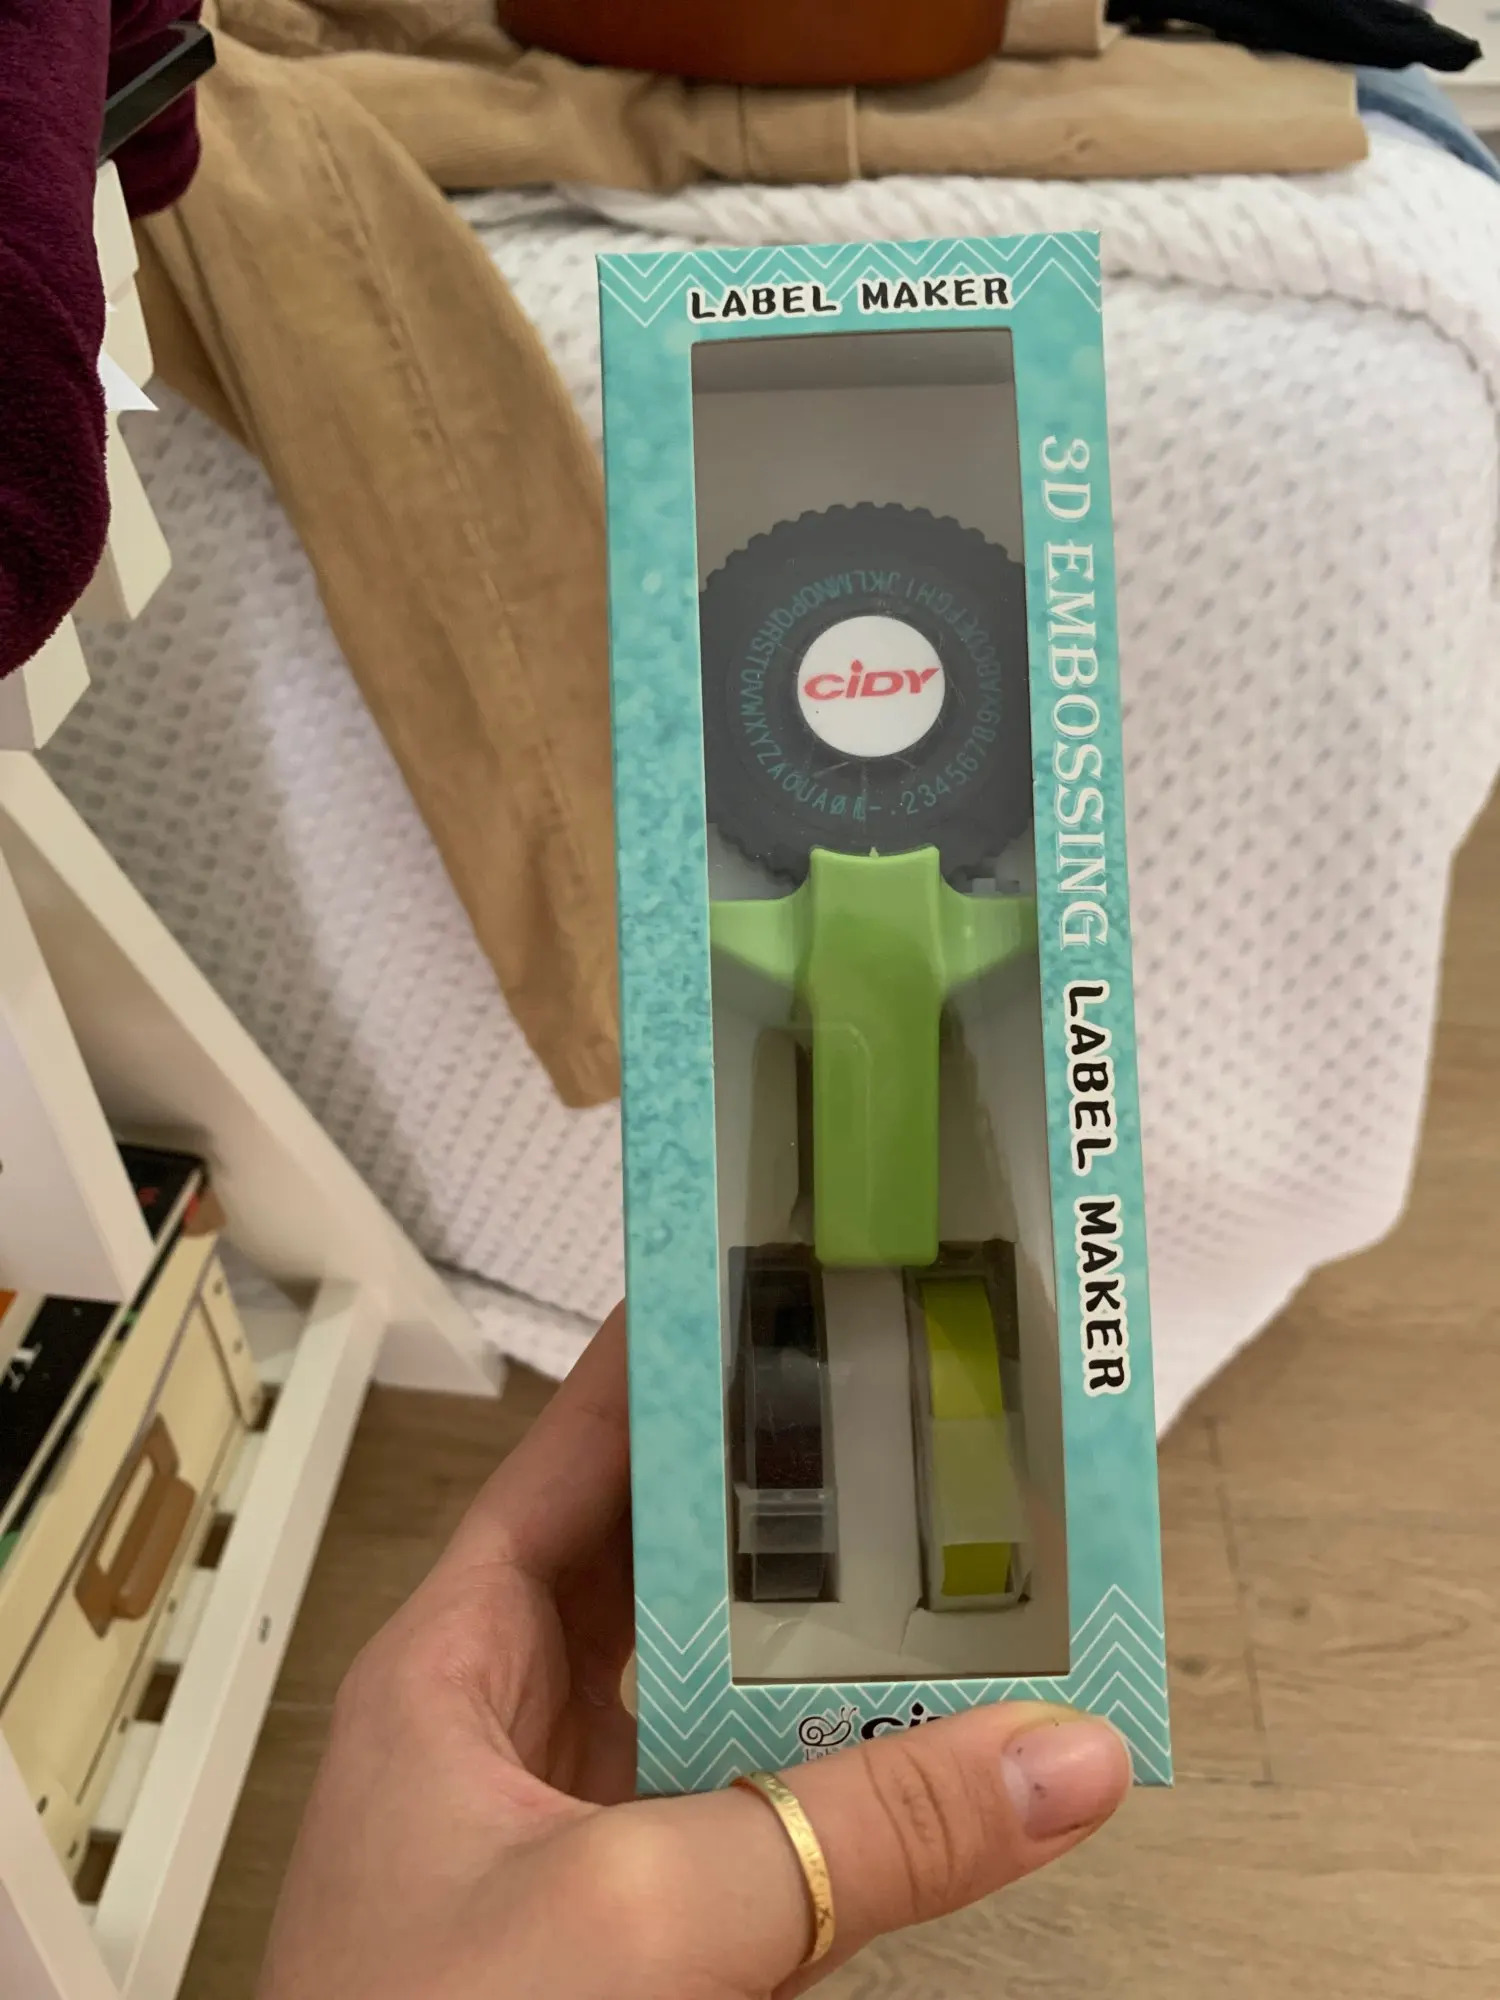 LABEL MAKER
3D EMBOSSING LABEL MAKER
CiDY